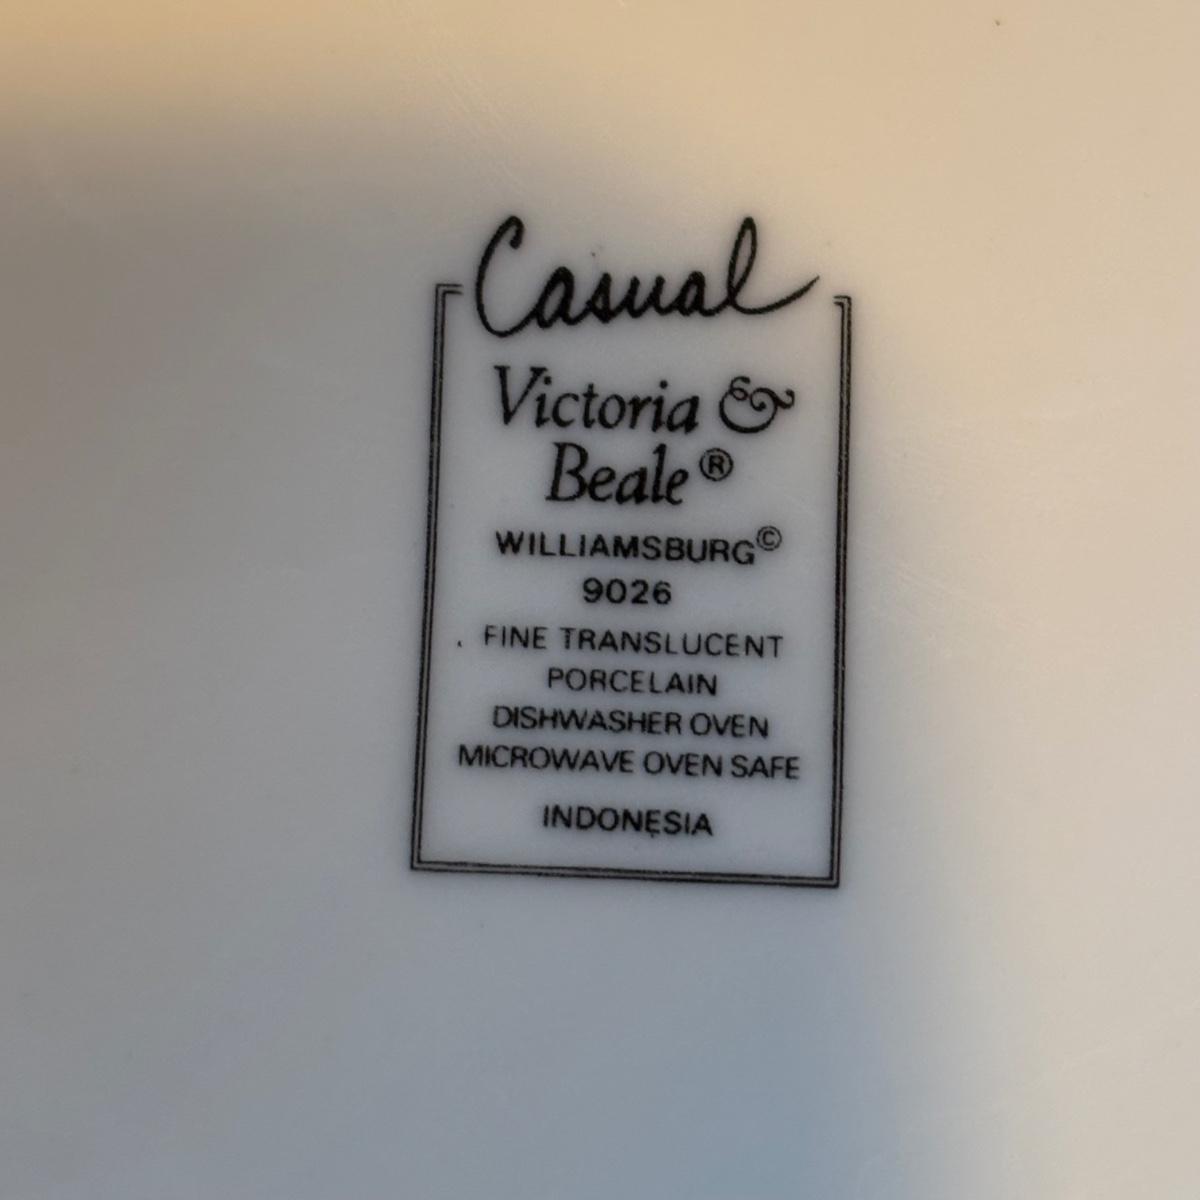 Casual
Victoria &
Beale®
WILLIAMSBURG©
9026
FINE TRANSLUCENT
PORCELAIN
DISHWASHER OVEN
MICROWAVE OVEN SAFE
INDONESIA